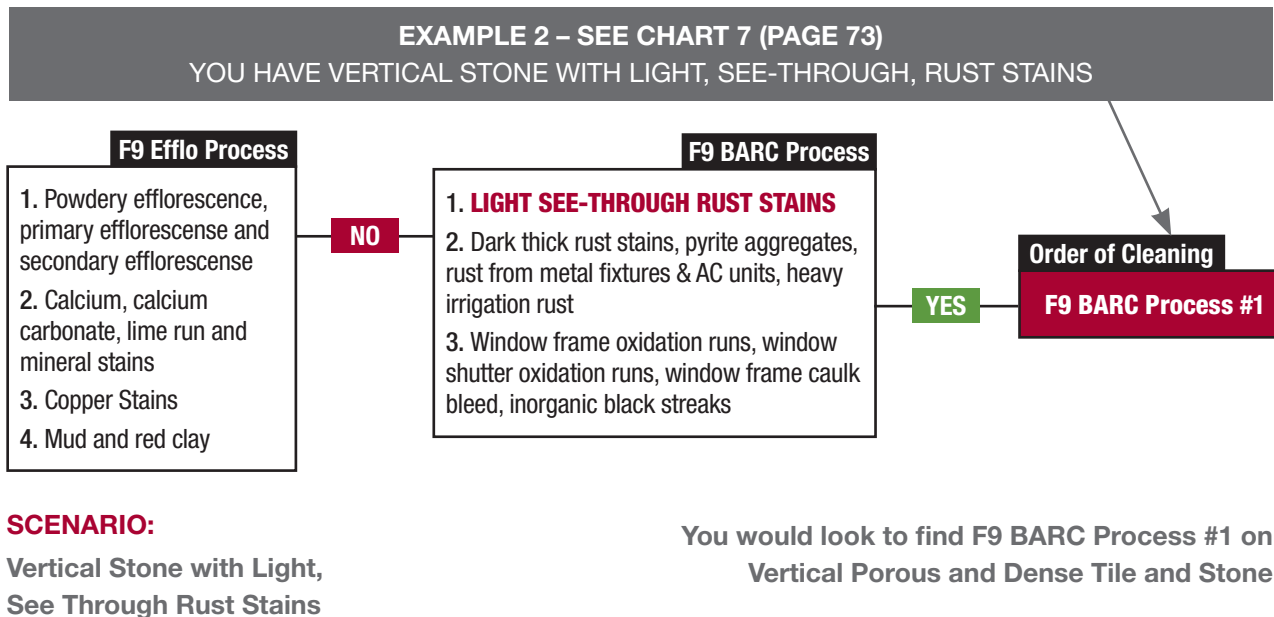 EXAMPLE 2 – SEE CHART 7 (PAGE 73)
YOU HAVE VERTICAL STONE WITH LIGHT, SEE-THROUGH, RUST STAINS
F9 Efflo Process
1. Powdery efflorescence,
primary efflorescense and
secondary efflorescense
2. Calcium, calcium
carbonate, lime run and
mineral stains
3. Copper Stains
4. Mud and red clay
NO
F9 BARC Process
1. LIGHT SEE-THROUGH RUST STAINS
2. Dark thick rust stains, pyrite aggregates,
rust from metal fixtures & AC units, heavy
irrigation rust
3. Window frame oxidation runs, window
shutter oxidation runs, window frame caulk
bleed, inorganic black streaks
YES
Order of Cleaning
F9 BARC Process #1
SCENARIO:
Vertical Stone with Light,
See Through Rust Stains
You would look to find F9 BARC Process #1 on
Vertical Porous and Dense Tile and Stone